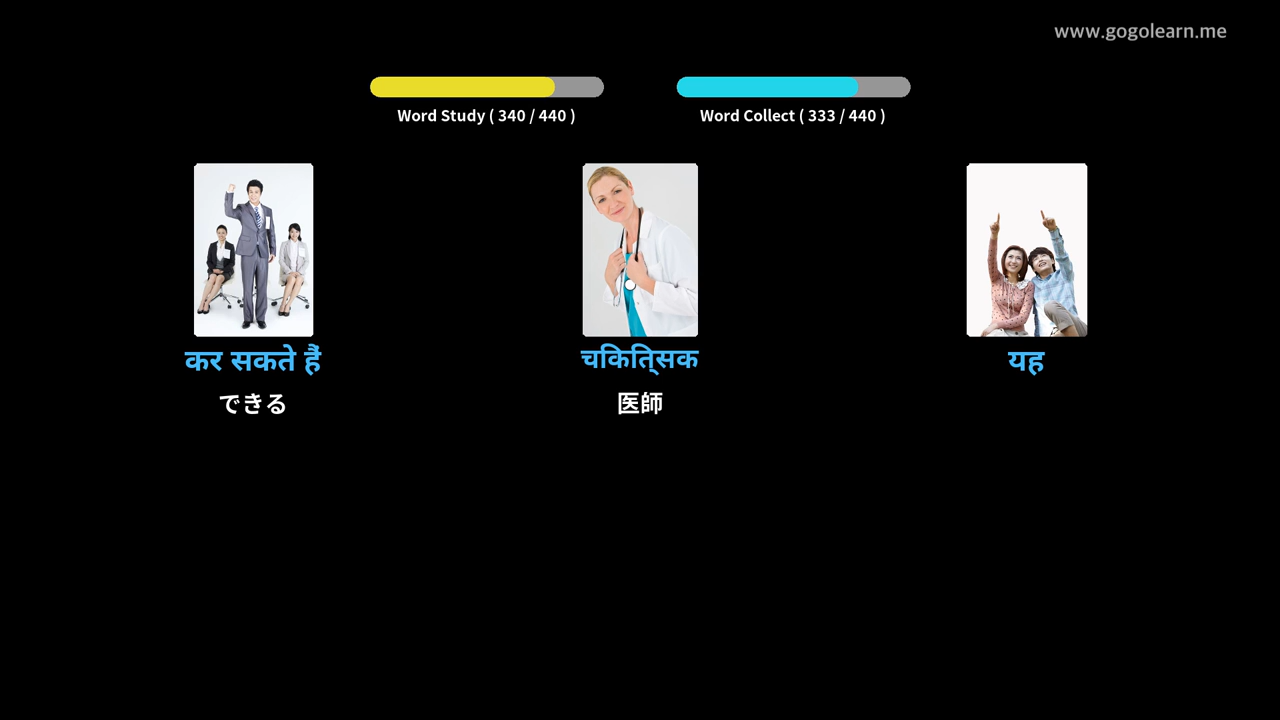 www.gogolearn.me
Word Study ( 340 / 440 )
Word Collect ( 333 / 440 )
कर सकते हैं
चकित्सिक
यह
できる
医師